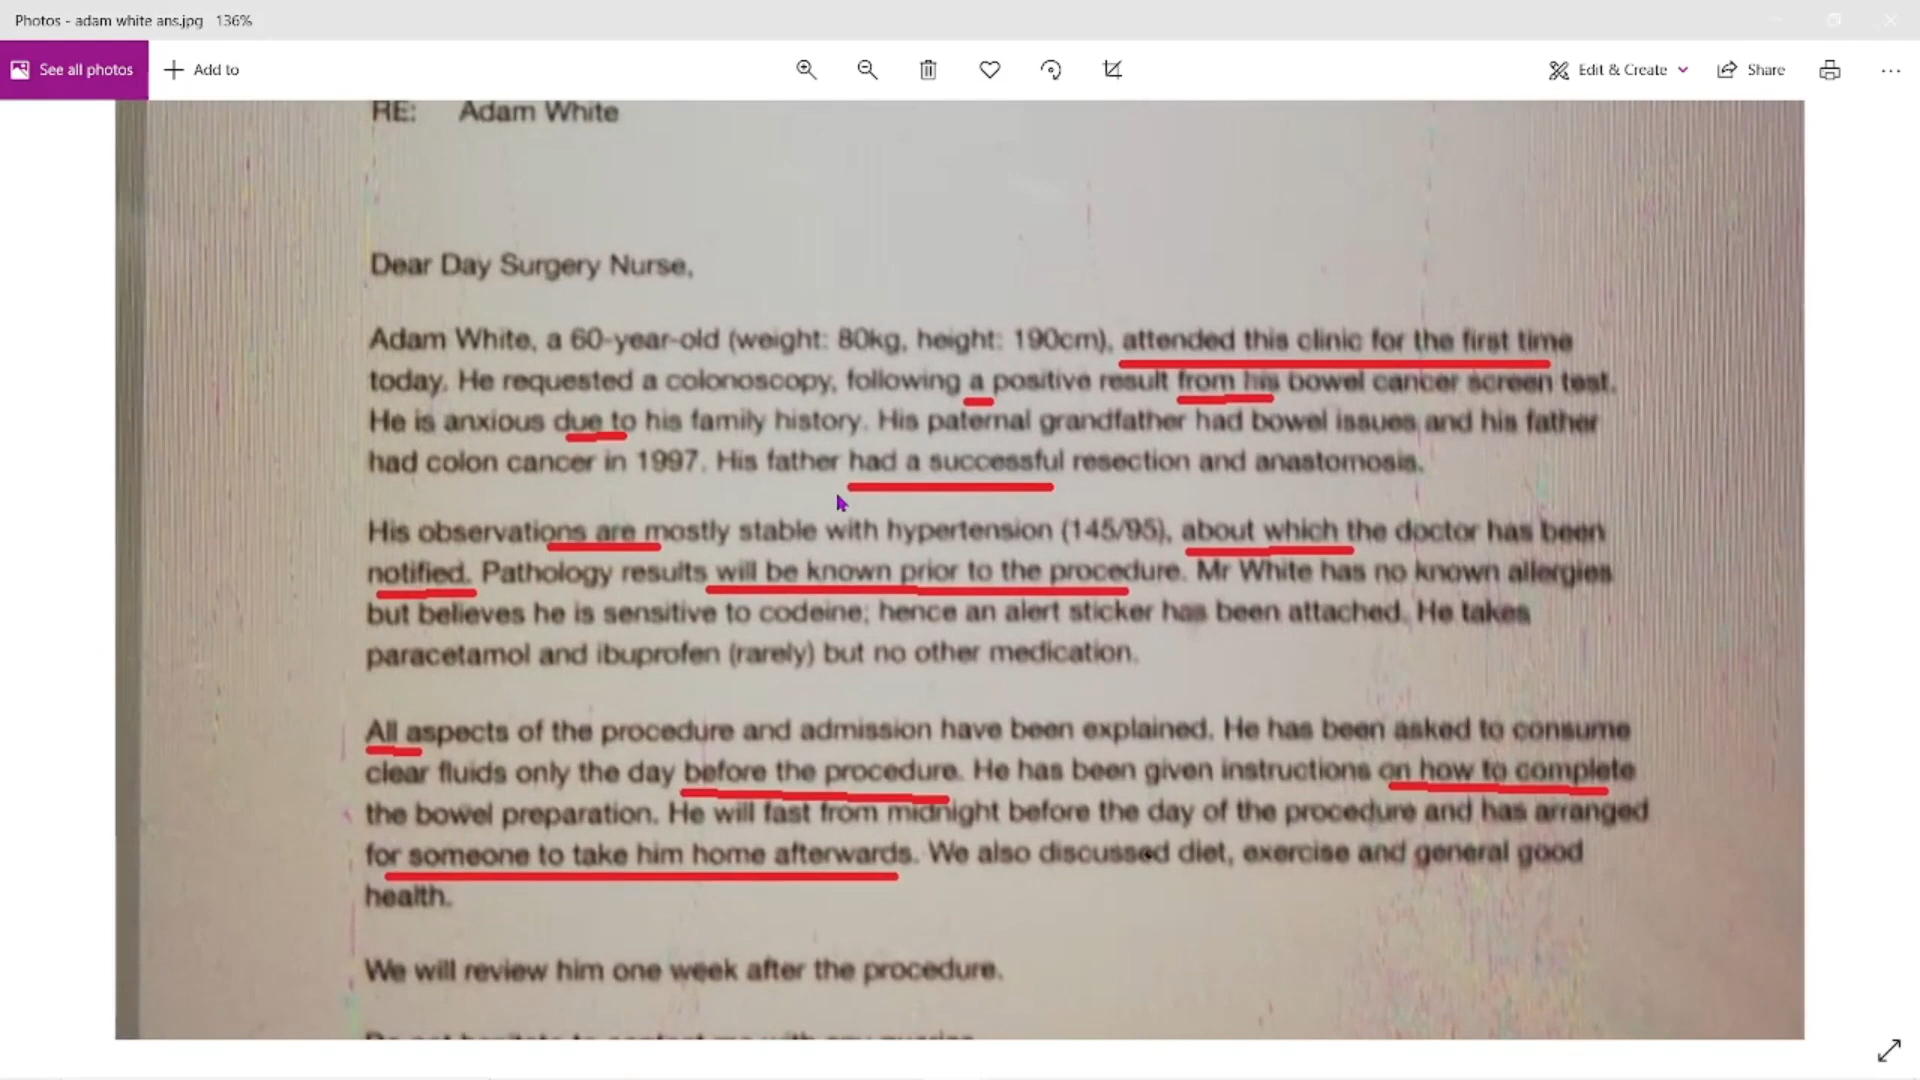 Photos - adam white ans.jpg 136%
See all photos
Add to
Edit & Create
Share
RE: Adam White
Dear Day Surgery Nurse,
Adam White, a 60-year-old (weight: 80kg, height: 190cm), attended this clinic for the first time
today. He requested a colonoscopy, following a positive result from his bowel cancer screen test.
He is anxious due to his family history. His paternal grandfather had bowel issues and his father
had colon cancer in 1997. His father had a successful resection and anastomosis.
His observations are mostly stable with hypertension (145/95), about which the doctor has been
notified. Pathology results will be known prior to the procedure. Mr White has no known allergies
but believes he is sensitive to codeine; hence an alert sticker has been attached. He takes
paracetamol and ibuprofen (rarely) but no other medication.
All aspects of the procedure and admission have been explained. He has been asked to consume
clear fluids only the day before the procedure. He has been given instructions on how to complete
the bowel preparation. He will fast from midnight before the day of the procedure and has arranged
for someone to take him home afterwards. We also discussed diet, exercise and general good
health.
We will review him one week after the procedure.